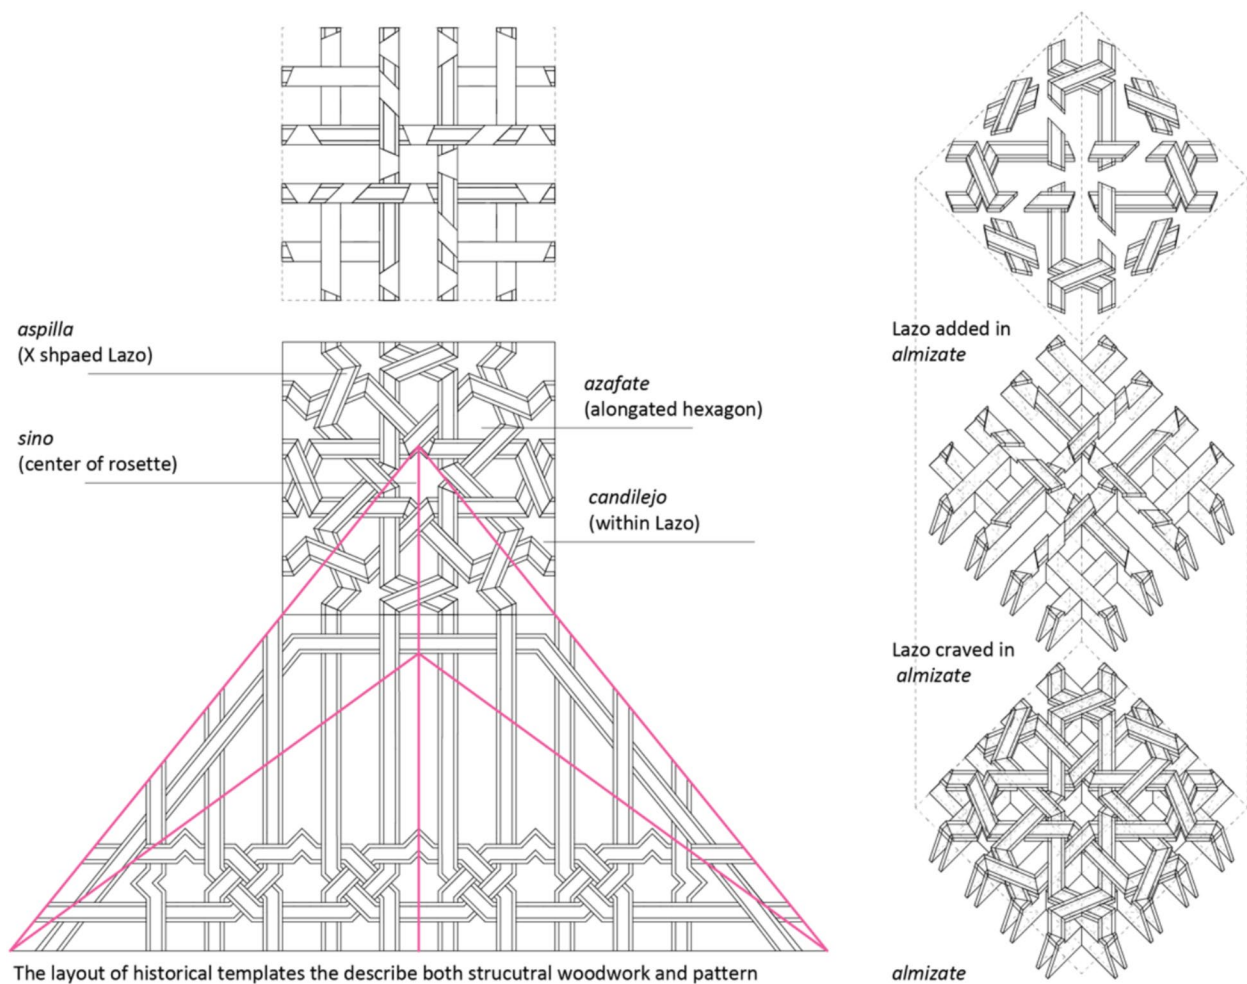 aspilla
(X shpaed Lazo)
sino
(center of rosette)
azafate
(alongated hexagon)
candilejo
(within Lazo)
Lazo added in
almizate
Lazo craved in
almizate
almizate
The layout of historical templates the describe both strucutral woodwork and pattern